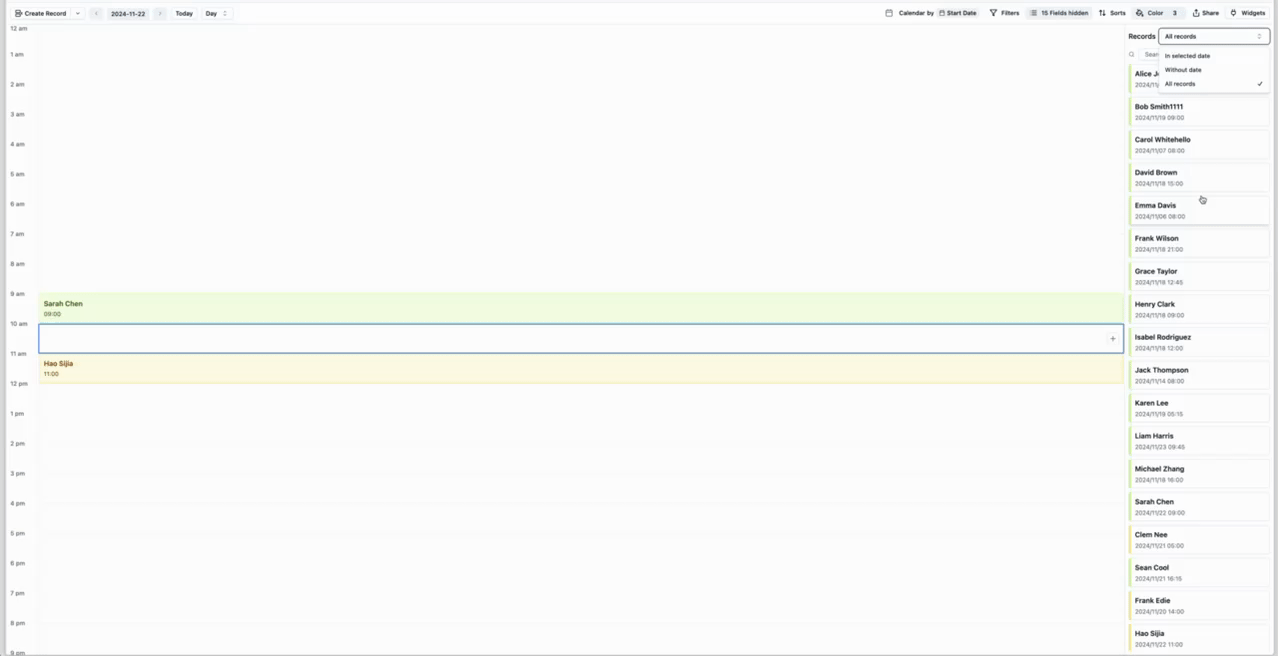 Create Record 2024-11-22 Today Day Calendar by Start Date Filters 15 Fields hidden Sorts Color 3 Share Widgets
12 am
1 am
2 am
3 am
4 am
5 am
6 am
7 am
8 am
9 am
Sarah Chen
09:00
10 am
11 am
Hao Sijia
11:00
12 pm
1 pm
2 pm
3 pm
4 pm
5 pm
6 pm
7 pm
8 pm
9 pm
Records All records
In selected date
Without date
All records
Alice
2024/11/
Bob Smith1111
2024/11/19 09:00
Carol Whitehello
2024/11/07 08:00
David Brown
2024/11/18 15:00
Emma Davis
2024/11/06 08:00
Frank Wilson
2024/11/18 21:00
Grace Taylor
2024/11/18 12:45
Henry Clark
2024/11/18 09:00
Isabel Rodriguez
2024/11/18 12:00
Jack Thompson
2024/11/14 08:00
Karen Lee
2024/11/19 05:15
Liam Harris
2024/11/23 09:45
Michael Zhang
2024/11/18 16:00
Sarah Chen
2024/11/22 09:00
Clem Nee
2024/11/21 05:00
Sean Cool
2024/11/21 16:15
Frank Edie
2024/11/20 14:00
Hao Sijia
2024/11/22 11:00